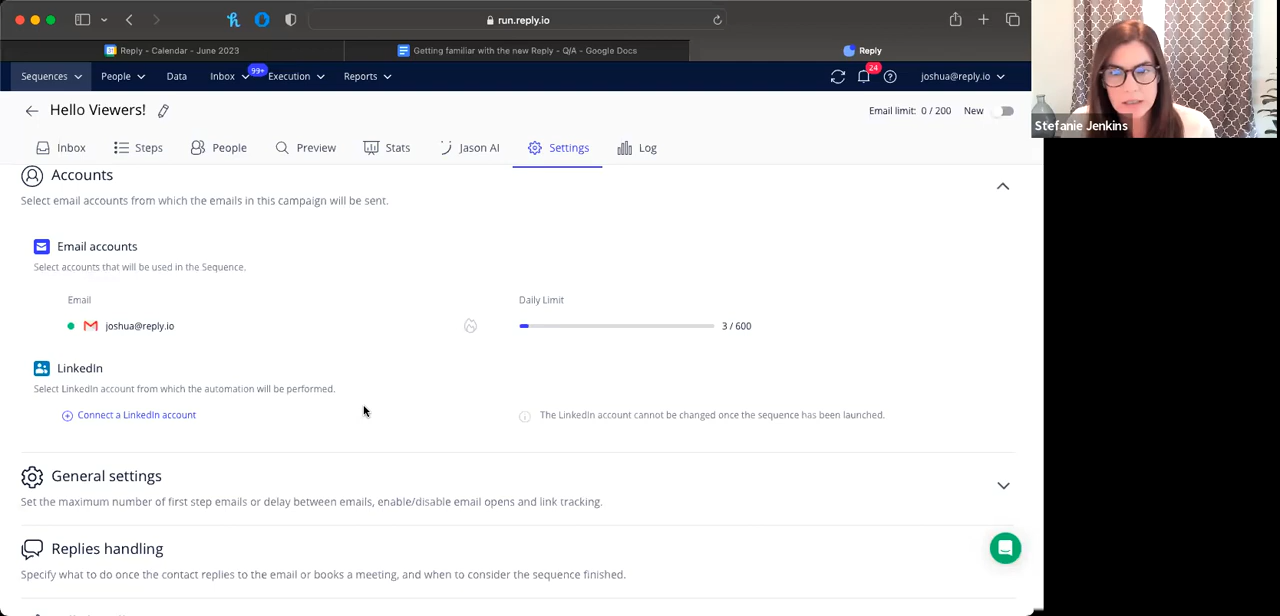 run.reply.io
Reply - Calendar - June 2023
Getting familiar with the new Reply - Q/A - Google Docs
Reply
Sequences
People
Data
Inbox
99+
Execution
Reports
24
joshua@reply.io
Hello Viewers!
Email limit: 0 / 200
New
Inbox
Steps
People
Preview
Stats
Jason AI
Settings
Log
Stefanie Jenkins
Accounts
Select email accounts from which the emails in this campaign will be sent.
Email accounts
Select accounts that will be used in the Sequence.
Email
Daily Limit
joshua@reply.io
3 / 600
LinkedIn
Select LinkedIn account from which the automation will be performed.
Connect a LinkedIn account
The LinkedIn account cannot be changed once the sequence has been launched.
General settings
Set the maximum number of first step emails or delay between emails, enable/disable email opens and link tracking.
Replies handling
Specify what to do once the contact replies to the email or books a meeting, and when to consider the sequence finished.